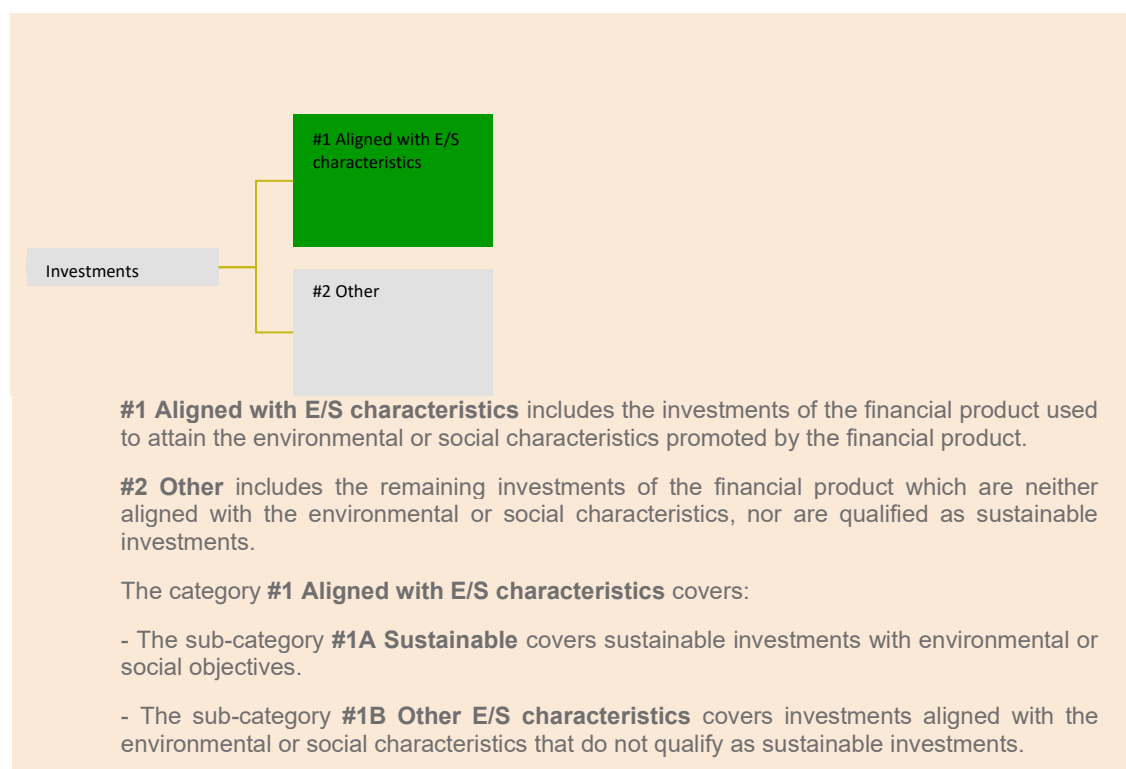 #1 Aligned with E/S
characteristics
Investments
#2 Other
#1 Aligned with E/S characteristics includes the investments of the financial product used
to attain the environmental or social characteristics promoted by the financial product.
#2 Other includes the remaining investments of the financial product which are neither
aligned with the environmental or social characteristics, nor are qualified as sustainable
investments.
The category #1 Aligned with E/S characteristics covers:
- The sub-category #1A Sustainable covers sustainable investments with environmental or
social objectives.
- The sub-category #1B Other E/S characteristics covers investments aligned with the
environmental or social characteristics that do not qualify as sustainable investments.